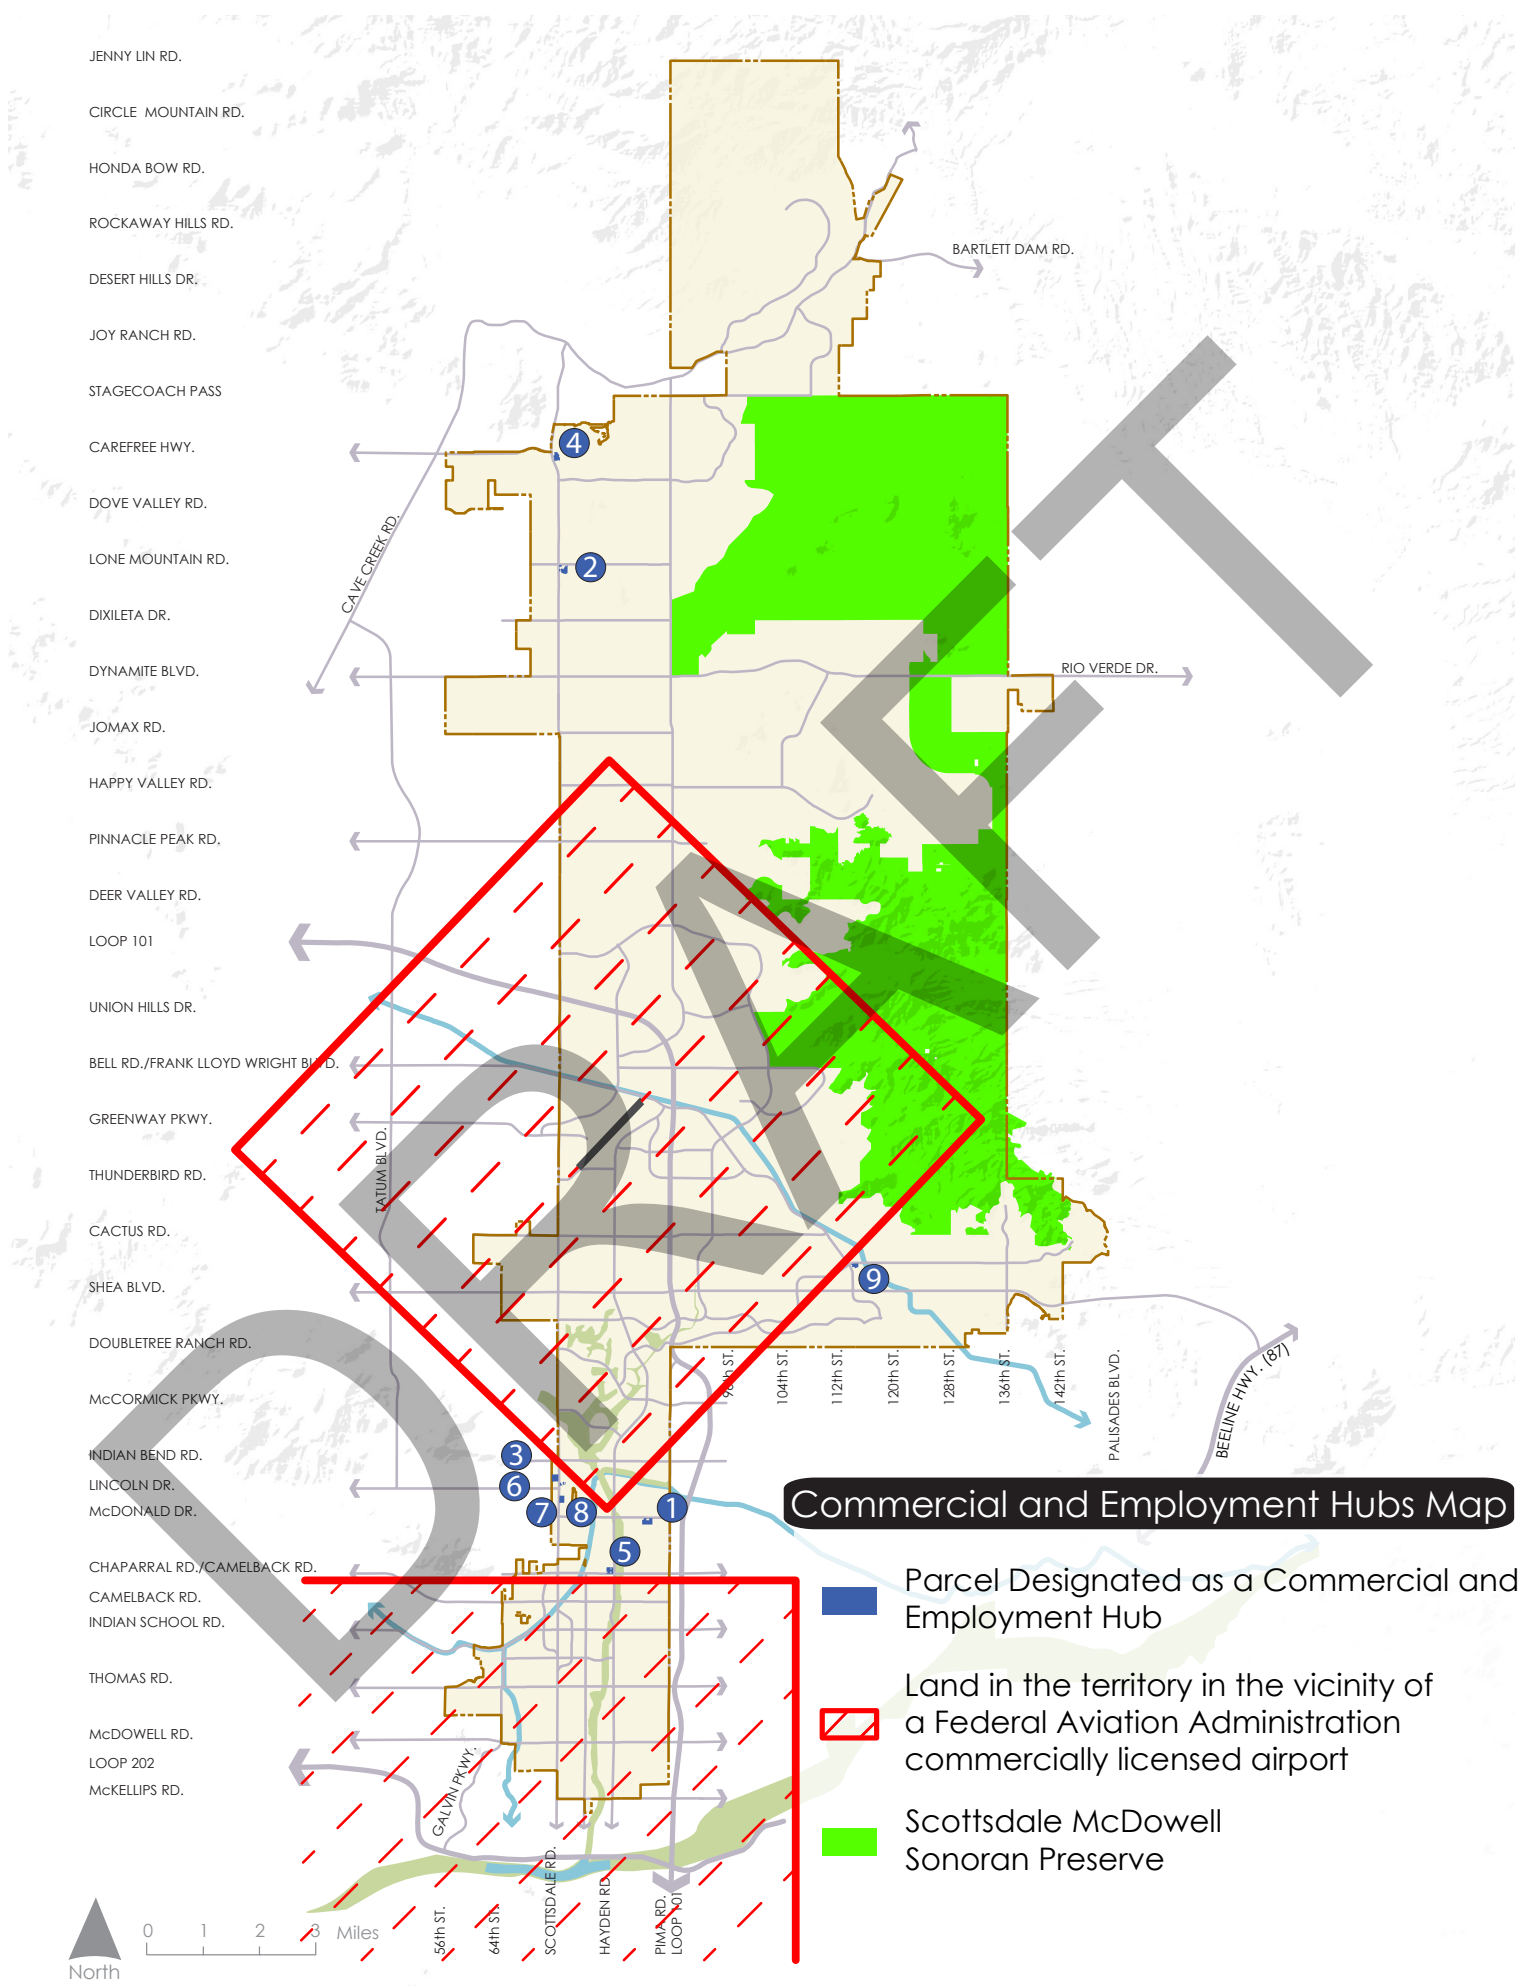 JENNY LIN RD.
CIRCLE MOUNTAIN RD.
HONDA BOW RD.
ROCKAWAY HILLS RD.
BARTLETT DAM RD.
DESERT HILLS DR.
JOY RANCH RD.
STAGECOACH PASS
CAREFREE HWY.
4
DOVE VALLEY RD.
CAVE CREEK RD.
LONE MOUNTAIN RD.
2
DIXILETA DR.
DYNAMITE BLVD.
RIO VERDE DR.
JOMAX RD.
HAPPY VALLEY RD.
PINNACLE PEAK RD.
DEER VALLEY RD.
LOOP 101
UNION HILLS DR.
BELL RD./FRANK LLOYD WRIGHT BLVD.
GREENWAY PKWY.
TATUM BLVD.
THUNDERBIRD RD.
CACTUS RD.
SHEA BLVD.
9
DOUBLETREE RANCH RD.
96th ST.
104th ST.
112th ST.
120th ST.
128th ST.
136th ST.
142th ST.
PALISADES BLVD.
BEELINE HWY. (87)
McCORMICK PKWY.
INDIAN BEND RD.
3
LINCOLN DR.
6
McDONALD DR.
7
8
1
5
CHAPARRAL RD./CAMELBACK RD.
CAMELBACK RD.
INDIAN SCHOOL RD.
THOMAS RD.
McDOWELL RD.
LOOP 202
McKELLIPS RD.
GALVIN PKWY.
56th ST.
64th ST.
SCOTTSDALE RD.
HAYDEN RD
PIMA RD.
LOOP 101
DRAFT
Commercial and Employment Hubs Map
Parcel Designated as a Commercial and
Employment Hub
Land in the territory in the vicinity of
a Federal Aviation Administration
commercially licensed airport
Scottsdale McDowell
Sonoran Preserve
0 1 2 3 Miles
North